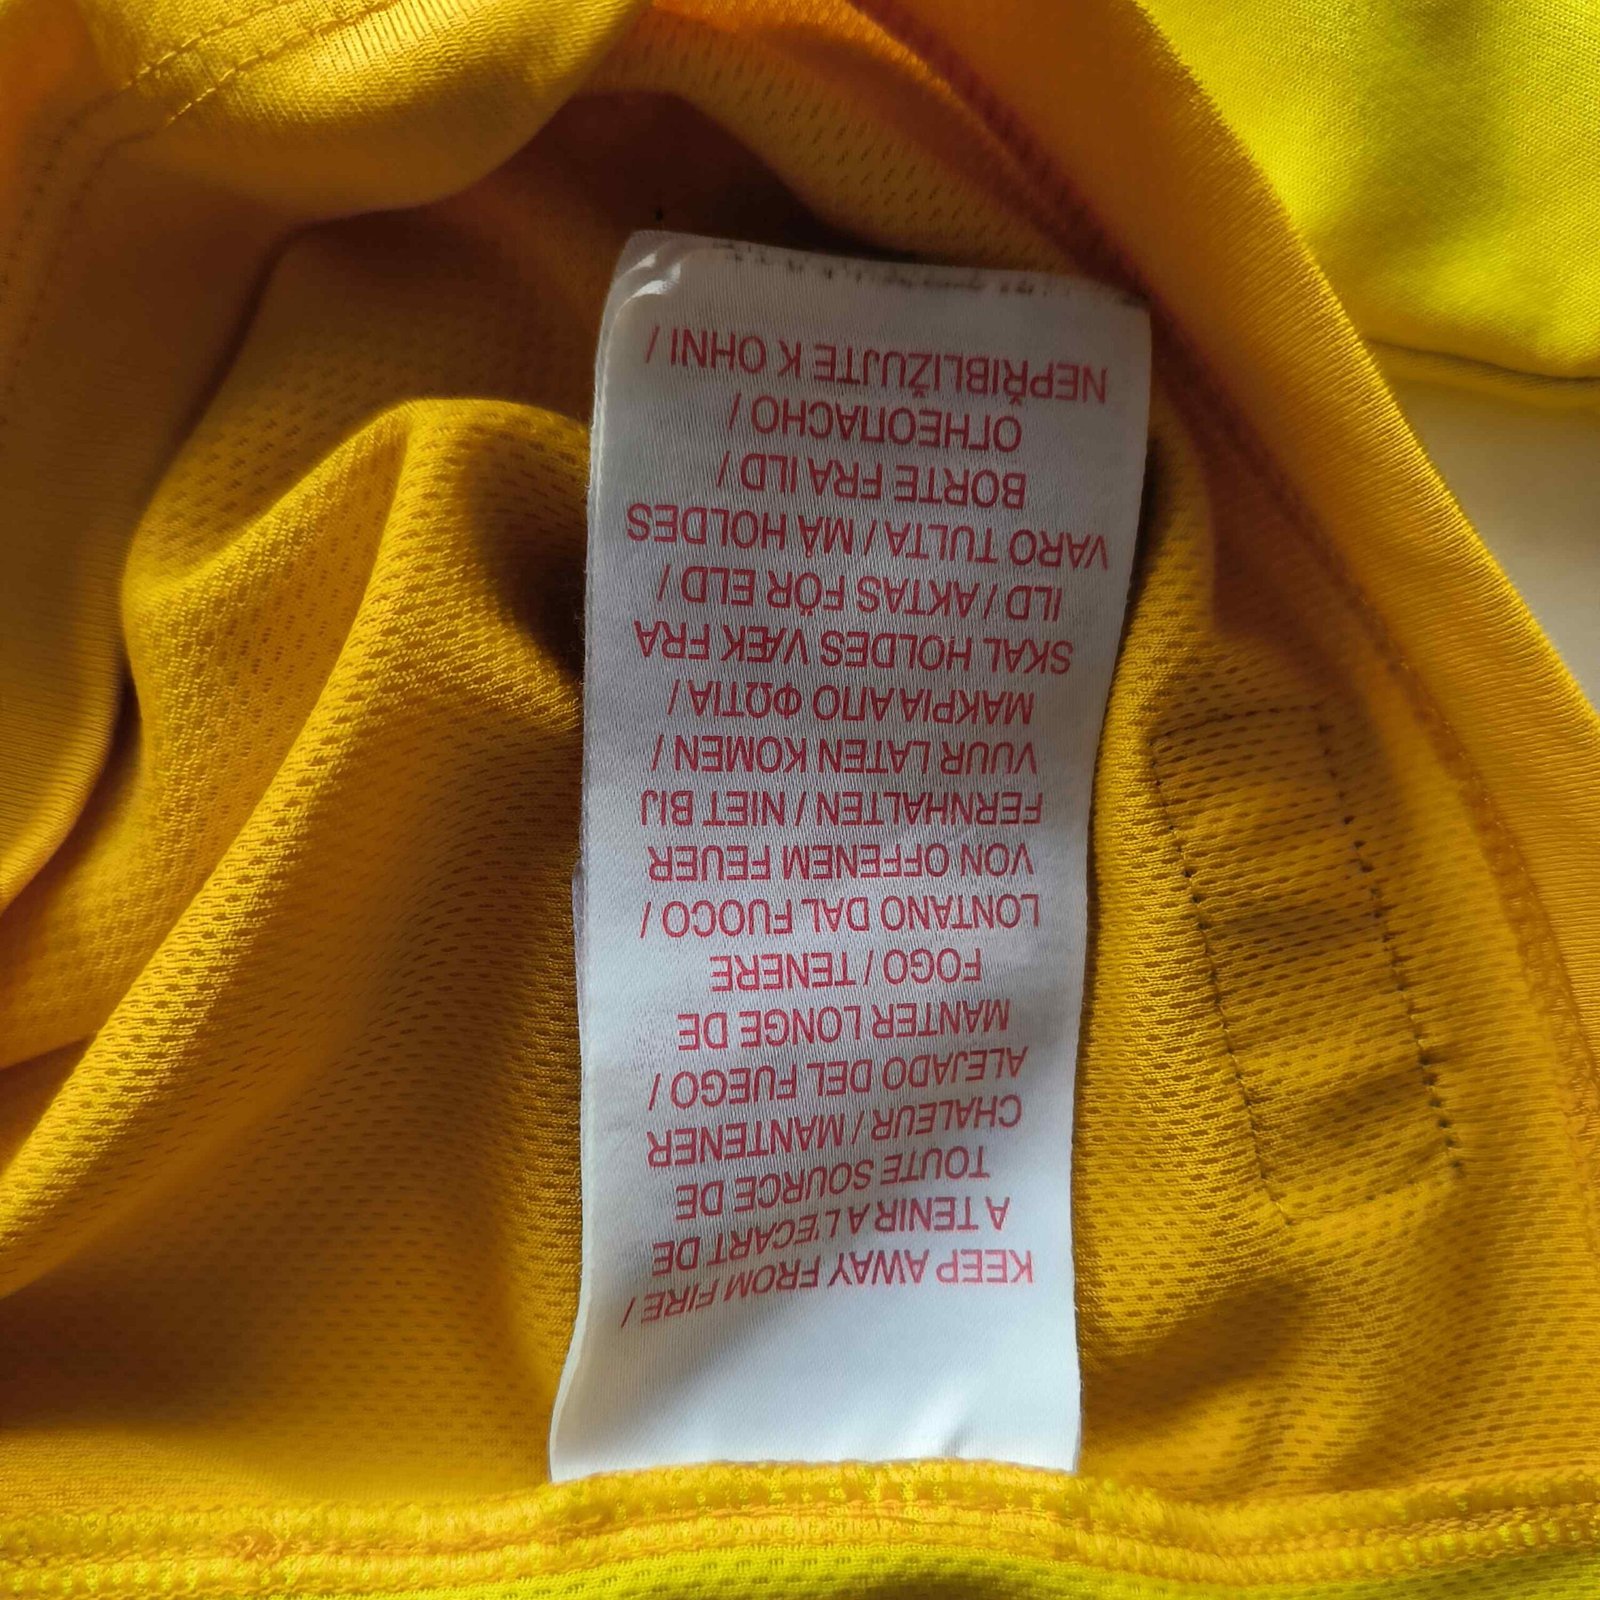 KEEP AWAY FROM FIRE /
A TENIR A L'ECART DE
TOUTE SOURCE DE
CHALEUR / MANTENER
ALEJADO DEL FUEGO /
MANTER LONGE DE
FOGO / TENERE
LONTANO DAL FUOCO /
VON OFFENEM FEUER
FERNHALTEN / NIET BIJ
VUUR LATEN KOMEN /
ΜΑΚΡΙΑ ΑΠΟ ΦΩΤΙΑ /
SKAL HOLDES VÆK FRA
ILD / AKTAS FÖR ELD /
VARO TULTA / MÅ HOLDES
BORTE FRA ILD /
ОГНЕОПАСНО /
NEPŘIBLIŽUJTE K OHNI /